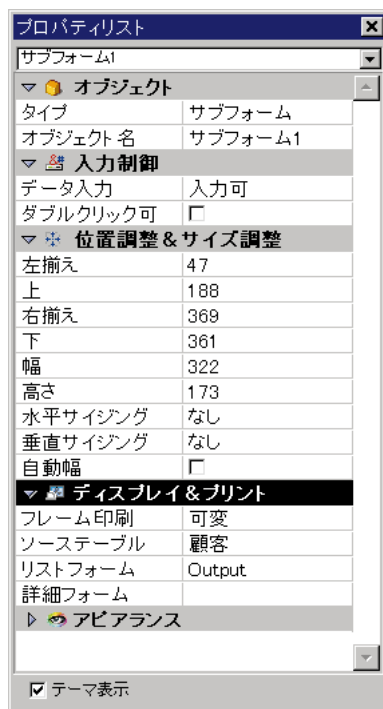 プロパティリスト
サブフォーム1
オブジェクト
タイプ サブフォーム
オブジェクト名 サブフォーム1
入力制御
データ入力 入力可
ダブルクリック可
位置調整&サイズ調整
左揃え 47
上 188
右揃え 369
下 361
幅 322
高さ 173
水平サイジング なし
垂直サイジング なし
自動幅
ディスプレイ&プリント
フレーム印刷 可変
ソーステーブル 顧客
リストフォーム Output
詳細フォーム
アピアランス
テーマ表示